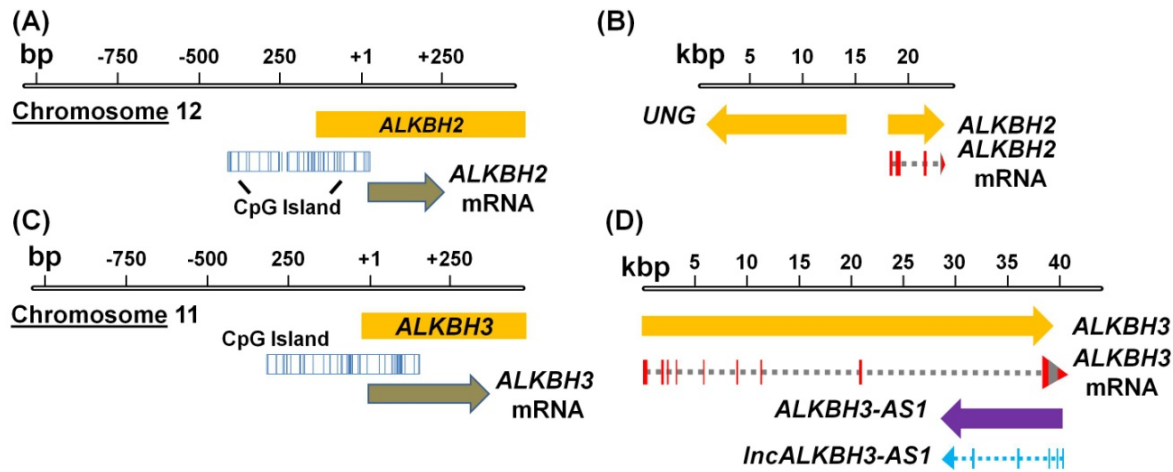 (A)
bp -750 -500 250 +1 +250
Chromosome 12
ALKBH2
CpG Island
ALKBH2
mRNA
(B)
kbp 5 10 15 20
UNG
ALKBH2
ALKBH2
mRNA
(C)
bp -750 -500 250 +1 +250
Chromosome 11
ALKBH3
CpG Island
ALKBH3
mRNA
(D)
kbp 5 10 15 20 25 30 35 40
ALKBH3
ALKBH3
mRNA
ALKBH3-AS1
lncALKBH3-AS1